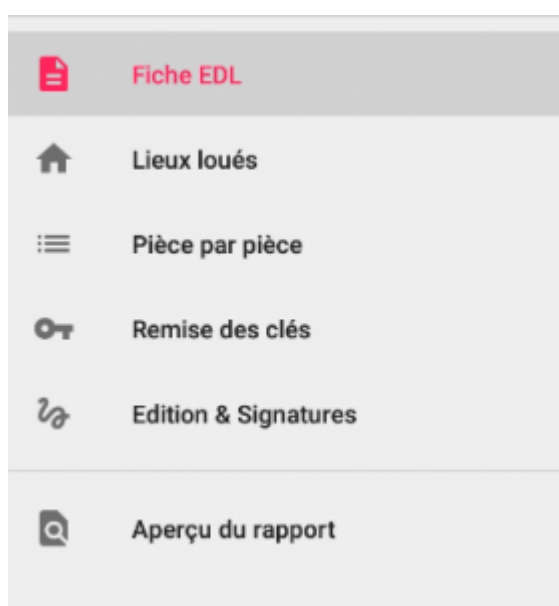 Fiche EDL
Lieux loués
Pièce par pièce
Remise des clés
Edition & Signatures
Aperçu du rapport